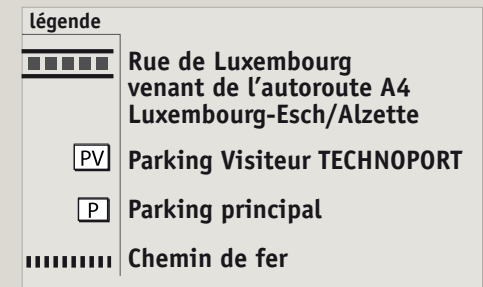 légende
Rue de Luxembourg
venant de l'autoroute A4
Luxembourg-Esch/Alzette
PV Parking Visiteur TECHNOPORT
P Parking principal
Chemin de fer